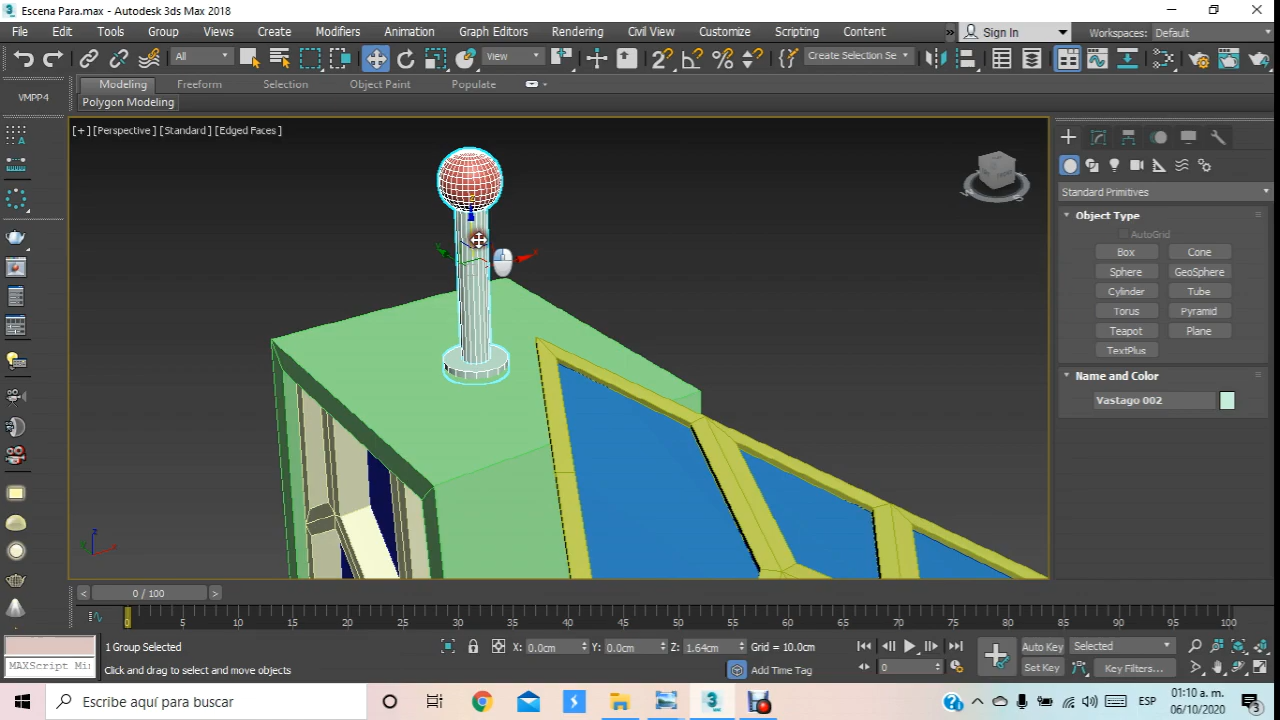 Escena Para.max - Autodesk 3ds Max 2018
File Edit Tools Group Views Create Modifiers Animation Graph Editors Rendering Civil View Customize Scripting Content » Sign In Workspaces: Default
All View Create Selection Se
VMPP4 Modeling Freeform Selection Object Paint Populate
Polygon Modeling
[+] [Perspective] [Standard] [Edged Faces]
Standard Primitives
Object Type
AutoGrid
Box Cone
Sphere GeoSphere
Cylinder Tube
Torus Pyramid
Teapot Plane
TextPlus
Name and Color
Vastago 002
< 0 / 100 >
0 5 10 15 20 25 30 35 40 45 50 55 60 65 70 75 80 85 90 95 100
1 Group Selected X: 0.0cm Y: 0.0cm Z: 1.64cm Grid = 10.0cm Auto Key Selected
MAXScript Mi Click and drag to select and move objects Add Time Tag 0 Set Key Key Filters...
Escribe aquí para buscar ESP 01:10 a. m.
06/10/2020 3